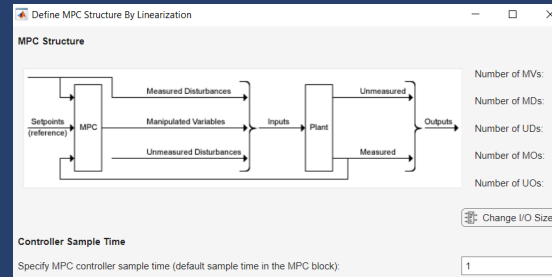 Define MPC Structure By Linearization
MPC Structure
Measured Disturbances
Unmeasured
Setpoints
(reference)
MPC
Manipulated Variables
Inputs
Plant
Outputs
Unmeasured Disturbances
Measured
Number of MVs:
Number of MDs:
Number of UDs:
Number of MOs:
Number of UOs:
Change I/O Size
Controller Sample Time
Specify MPC controller sample time (default sample time in the MPC block):
1